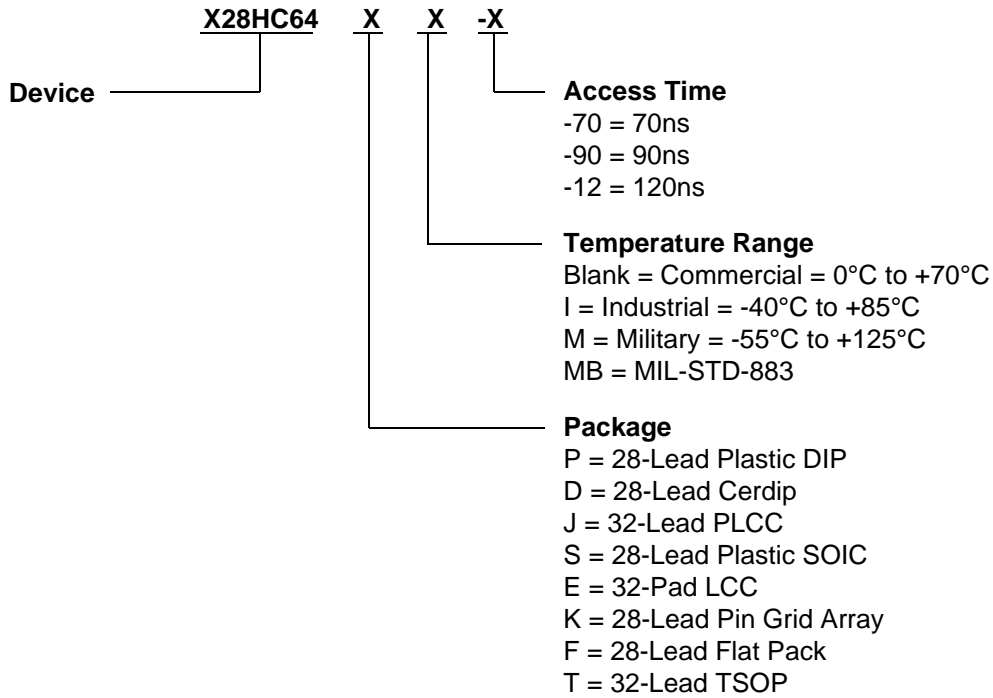 X28HC64 X X -X
Device
Access Time
-70 = 70ns
-90 = 90ns
-12 = 120ns
Temperature Range
Blank = Commercial = 0°C to +70°C
I = Industrial = -40°C to +85°C
M = Military = -55°C to +125°C
MB = MIL-STD-883
Package
P = 28-Lead Plastic DIP
D = 28-Lead Cerdip
J = 32-Lead PLCC
S = 28-Lead Plastic SOIC
E = 32-Pad LCC
K = 28-Lead Pin Grid Array
F = 28-Lead Flat Pack
T = 32-Lead TSOP